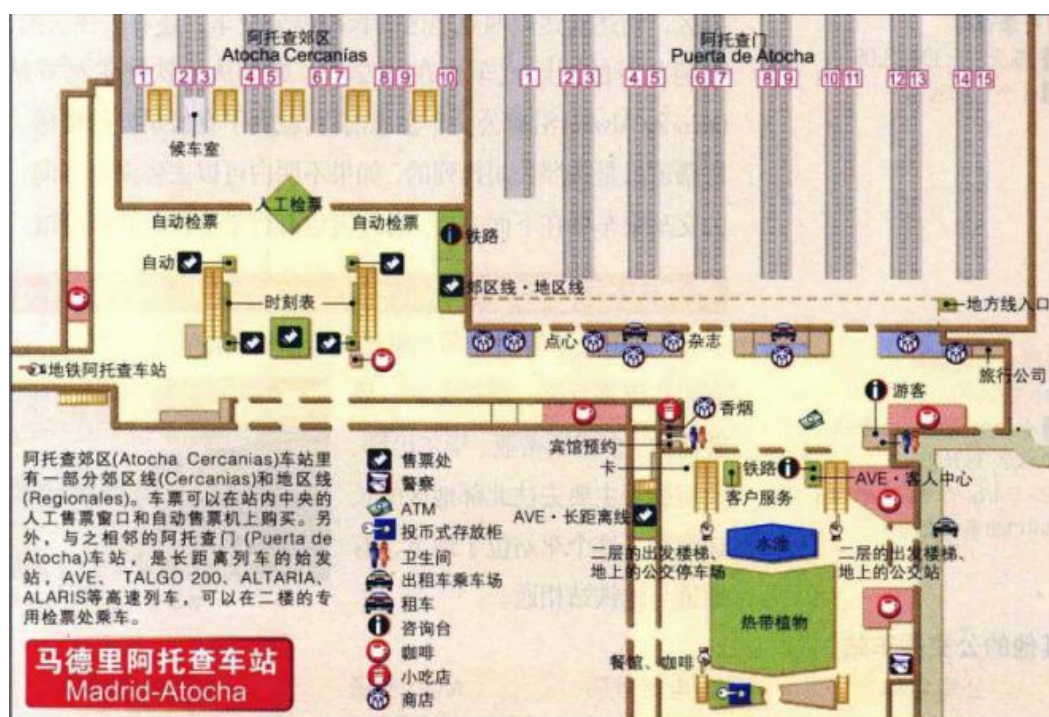 阿托查郊区
Atocha Cercanías
阿托查门
Puerta de Atocha
1 2 3 4 5 6 7 8 9 10
1 2 3 4 5 6 7 8 9 10 11 12 13 14 15
候车室
人工检票
自动检票
自动检票
铁路
自动
郊区线·地区线
时刻表
地方线入口
点心
杂志
地铁阿托查车站
旅行公司
游客
香烟
宾馆预约
卡
铁路
客户服务
AVE·客人中心
AVE·长距离线
水池
二层的出发楼梯、
地上的公交停车场
二层的出发楼梯、
地上的公交站
热带植物
餐馆、咖啡
阿托查郊区(Atocha Cercanias)车站里
有一部分郊区线(Cercanias)和地区线
(Regionales)。车票可以在站内中央的
人工售票窗口和自动售票机上购买。另
外，与之相邻的阿托查门 (Puerta de
Atocha)车站，是长距离列车的始发
站，AVE、TALGO 200、ALTARIA、
ALARIS等高速列车，可以在二楼的专
用检票处乘车。
售票处
警察
ATM
投币式存放柜
卫生间
出租车乘车场
租车
咨询台
咖啡
小吃店
商店
马德里阿托查车站
Madrid-Atocha